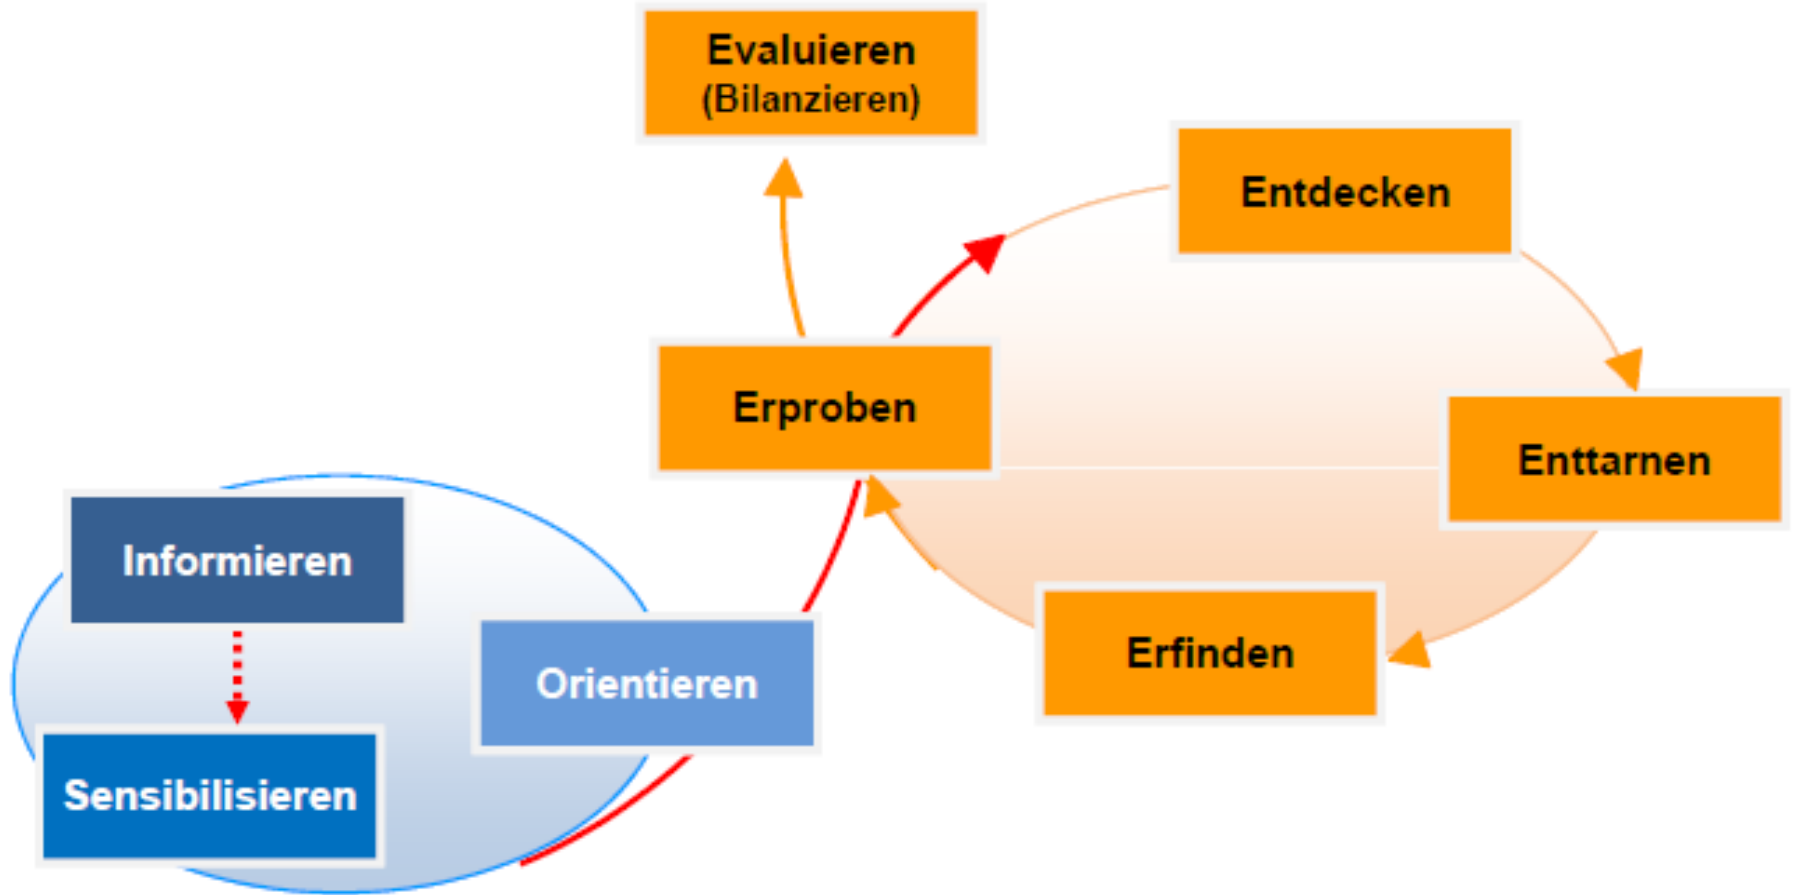 Evaluieren
(Bilanzieren)
Entdecken
Erproben
Enttarnen
Informieren
Erfinden
Orientieren
Sensibilisieren